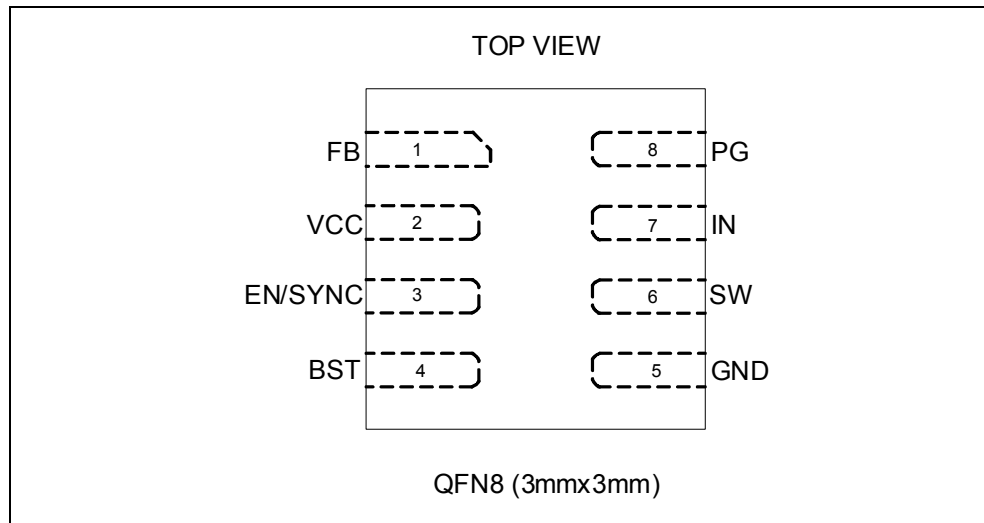 TOP VIEW
FB 1 8 PG
VCC 2 7 IN
EN/SYNC 3 6 SW
BST 4 5 GND
QFN8 (3mmx3mm)